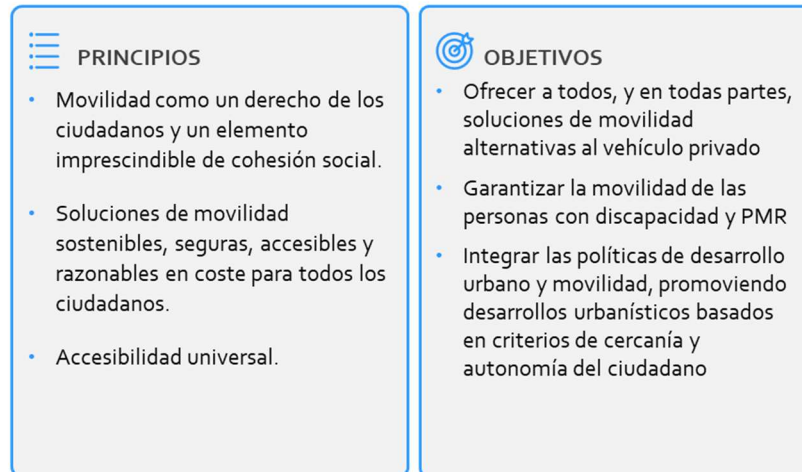 PRINCIPIOS
• Movilidad como un derecho de los
ciudadanos y un elemento
imprescindible de cohesión social.
• Soluciones de movilidad
sostenibles, seguras, accesibles y
razonables en coste para todos los
ciudadanos.
• Accesibilidad universal.
OBJETIVOS
• Ofrecer a todos, y en todas partes,
soluciones de movilidad
alternativas al vehículo privado
• Garantizar la movilidad de las
personas con discapacidad y PMR
• Integrar las políticas de desarrollo
urbano y movilidad, promoviendo
desarrollos urbanísticos basados
en criterios de cercanía y
autonomía del ciudadano